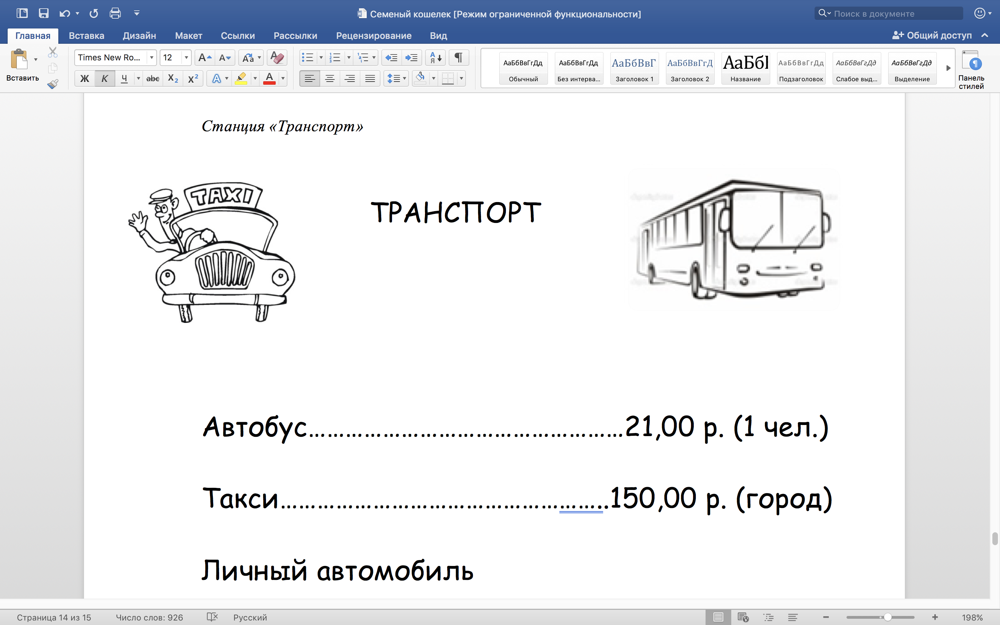 Семеный кошелек [Режим ограниченной функциональности]
Поиск в документе
Главная Вставка Дизайн Макет Ссылки Рассылки Рецензирование Вид Общий доступ
Вставить
Times New Ro... 12
Ж К Ч abc X₂ X²
АаБбВвГгДд АаБбВвГгДд АаБбВвГ АаБбВвГгД АаБбІ АаБбВвГгДд АаБбВвГгДд АаБбВвГгДд
Обычный Без интерва... Заголовок 1 Заголовок 2 Название Подзаголовок Слабое выд... Выделение
Панель стилей
Станция «Транспорт»
TAXI
ТРАНСПОРТ
Автобус……………………………………………21,00 р. (1 чел.)
Такси……………………………………………..150,00 р. (город)
Личный автомобиль
Страница 14 из 15 Число слов: 926 Русский 198%